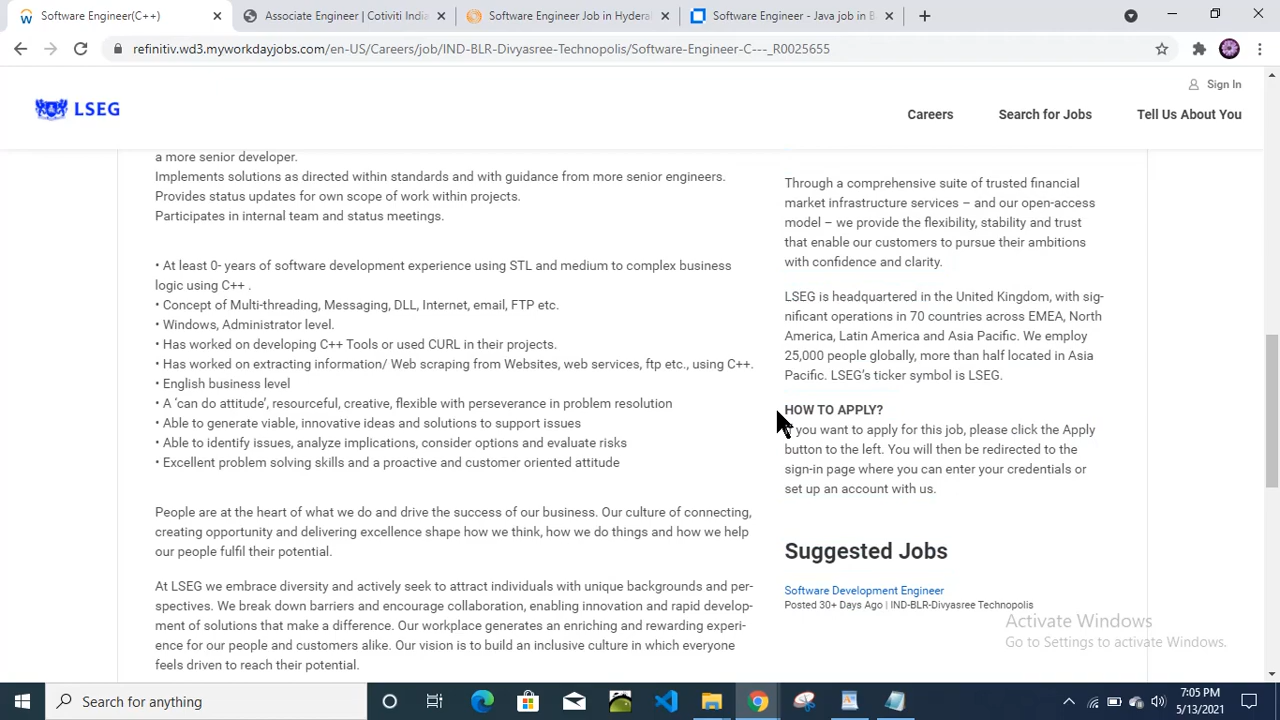 Software Engineer(C++)
Associate Engineer | Cotiviti Indi
Software Engineer Job in Hyder
Software Engineer - Java job in B
refinitiv.wd3.myworkdayjobs.com/en-US/Careers/job/IND-BLR-Divyasree-Technopolis/Software-Engineer-C---_R0025655
Sign In
LSEG
Careers
Search for Jobs
Tell Us About You
a more senior developer.
Implements solutions as directed within standards and with guidance from more senior engineers.
Provides status updates for own scope of work within projects.
Participates in internal team and status meetings.
• At least 0- years of software development experience using STL and medium to complex business
logic using C++ .
• Concept of Multi-threading, Messaging, DLL, Internet, email, FTP etc.
• Windows, Administrator level.
• Has worked on developing C++ Tools or used CURL in their projects.
• Has worked on extracting information/ Web scraping from Websites, web services, ftp etc., using C++.
• English business level
• A ‘can do attitude’, resourceful, creative, flexible with perseverance in problem resolution
• Able to generate viable, innovative ideas and solutions to support issues
• Able to identify issues, analyze implications, consider options and evaluate risks
• Excellent problem solving skills and a proactive and customer oriented attitude
People are at the heart of what we do and drive the success of our business. Our culture of connecting,
creating opportunity and delivering excellence shape how we think, how we do things and how we help
our people fulfil their potential.
At LSEG we embrace diversity and actively seek to attract individuals with unique backgrounds and per-
spectives. We break down barriers and encourage collaboration, enabling innovation and rapid develop-
ment of solutions that make a difference. Our workplace generates an enriching and rewarding experi-
ence for our people and customers alike. Our vision is to build an inclusive culture in which everyone
feels driven to reach their potential.
Through a comprehensive suite of trusted financial
market infrastructure services – and our open-access
model – we provide the flexibility, stability and trust
that enable our customers to pursue their ambitions
with confidence and clarity.
LSEG is headquartered in the United Kingdom, with sig-
nificant operations in 70 countries across EMEA, North
America, Latin America and Asia Pacific. We employ
25,000 people globally, more than half located in Asia
Pacific. LSEG’s ticker symbol is LSEG.
HOW TO APPLY?
If you want to apply for this job, please click the Apply
button to the left. You will then be redirected to the
sign-in page where you can enter your credentials or
set up an account with us.
Suggested Jobs
Software Development Engineer
Posted 30+ Days Ago | IND-BLR-Divyasree Technopolis
Activate Windows
Go to Settings to activate Windows.
Search for anything
7:05 PM
5/13/2021